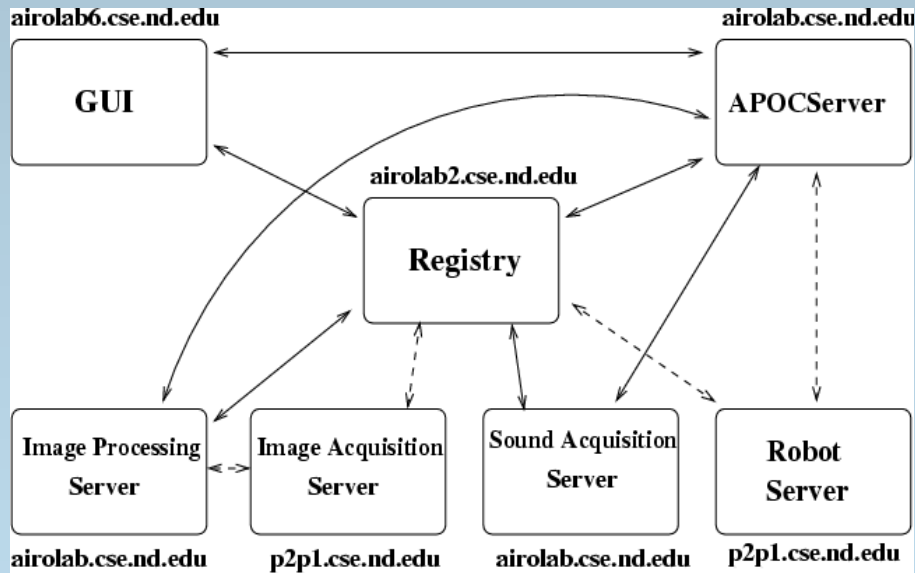 airolab6.cse.nd.edu
airolab.cse.nd.edu
GUI
APOCServer
airolab2.cse.nd.edu
Registry
Image Processing
Server
Image Acquisition
Server
Sound Acquisition
Server
Robot
Server
airolab.cse.nd.edu
p2p1.cse.nd.edu
airolab.cse.nd.edu
p2p1.cse.nd.edu